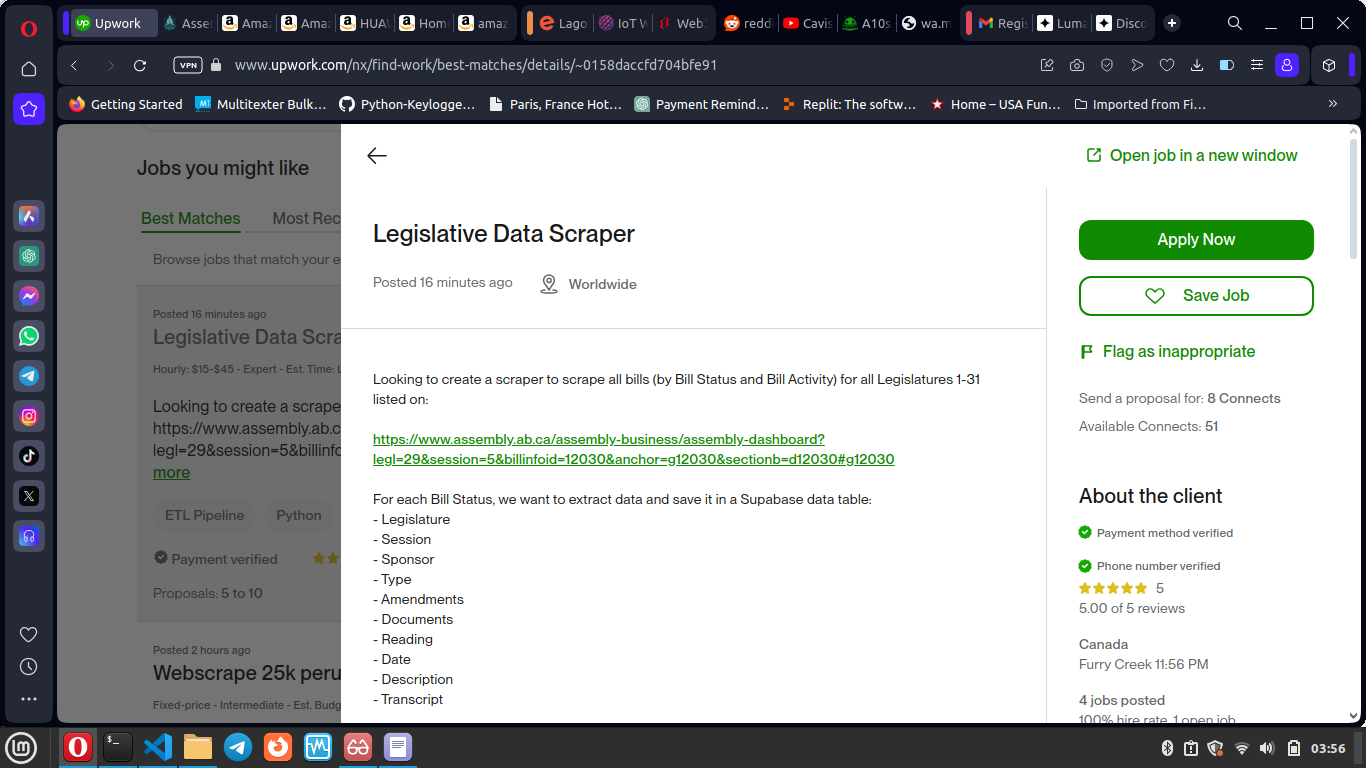 Upwork
Asser
Amaz
Amaz
HUAW
Hom
amaz
Lago
IoT W
Web
redd
Cavis
A10s
wa.m
Regis
Luma
Disco
VPN
www.upwork.com/nx/find-work/best-matches/details/~0158daccfd704bfe91
Getting Started
Multitexter Bulk...
Python-Keylogge...
Paris, France Hot...
Payment Remind...
Replit: The softw...
Home – USA Fun...
Imported from Fi...
Jobs you might like
Best Matches
Most Rec
Browse jobs that match your e
Posted 16 minutes ago
Legislative Data Scra
Hourly: $15-$45 - Expert - Est. Time: L
Looking to create a scrape
https://www.assembly.ab.c
legl=29&session=5&billinfo
more
ETL Pipeline
Python
Payment verified
Proposals: 5 to 10
Posted 2 hours ago
Webscrape 25k peru
Fixed-price - Intermediate - Est. Budg
Open job in a new window
Legislative Data Scraper
Posted 16 minutes ago
Worldwide
Looking to create a scraper to scrape all bills (by Bill Status and Bill Activity) for all Legislatures 1-31
listed on:
https://www.assembly.ab.ca/assembly-business/assembly-dashboard?
legl=29&session=5&billinfoid=12030&anchor=g12030&sectionb=d12030#g12030
For each Bill Status, we want to extract data and save it in a Supabase data table:
- Legislature
- Session
- Sponsor
- Type
- Amendments
- Documents
- Reading
- Date
- Description
- Transcript
Apply Now
Save Job
Flag as inappropriate
Send a proposal for: 8 Connects
Available Connects: 51
About the client
Payment method verified
Phone number verified
5
5.00 of 5 reviews
Canada
Furry Creek 11:56 PM
4 jobs posted
100% hire rate, 1 open job
03:56